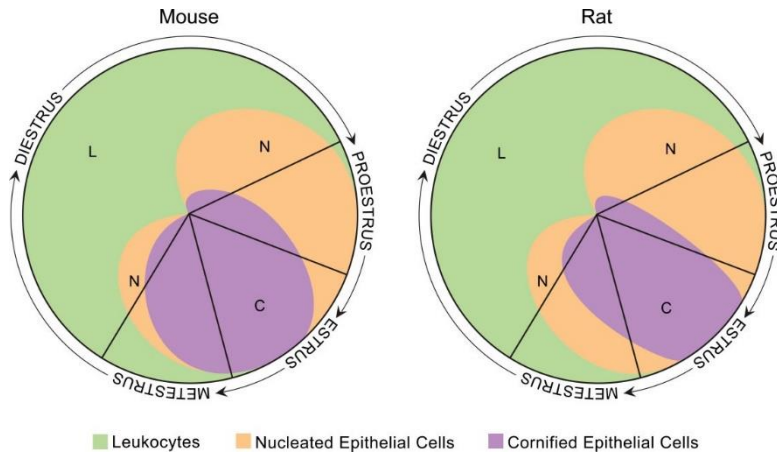 Mouse
Rat
DIESTRUS
PROESTRUS
ESTRUS
METESTRUS
L
N
N
C
DIESTRUS
PROESTRUS
ESTRUS
METESTRUS
L
N
N
C
Leukocytes
Nucleated Epithelial Cells
Cornified Epithelial Cells